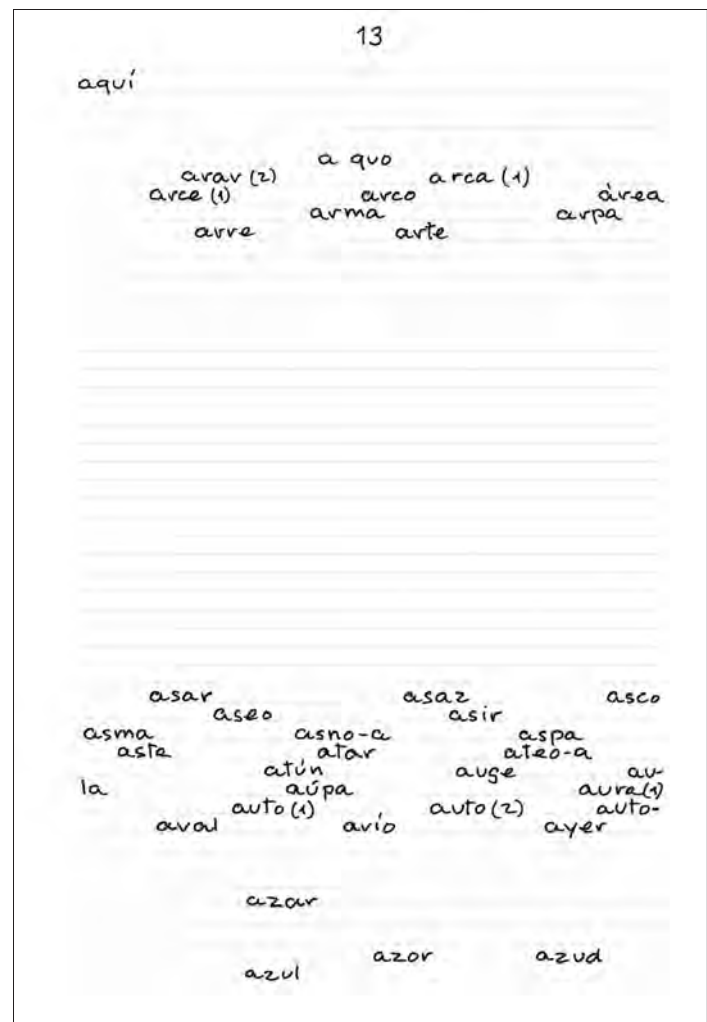 13
aquí
a quo
arar (2) arca (1)
arce (1) arco área
arma arpa
arre arte
asar asaz asco
aseo asir
asma asno-a aspa
aste atar ateo-a
atún auge au-
la aúpa aura (1)
auto (1) auto (2) auto-
aval avío ayer
azar
azor azud
azul